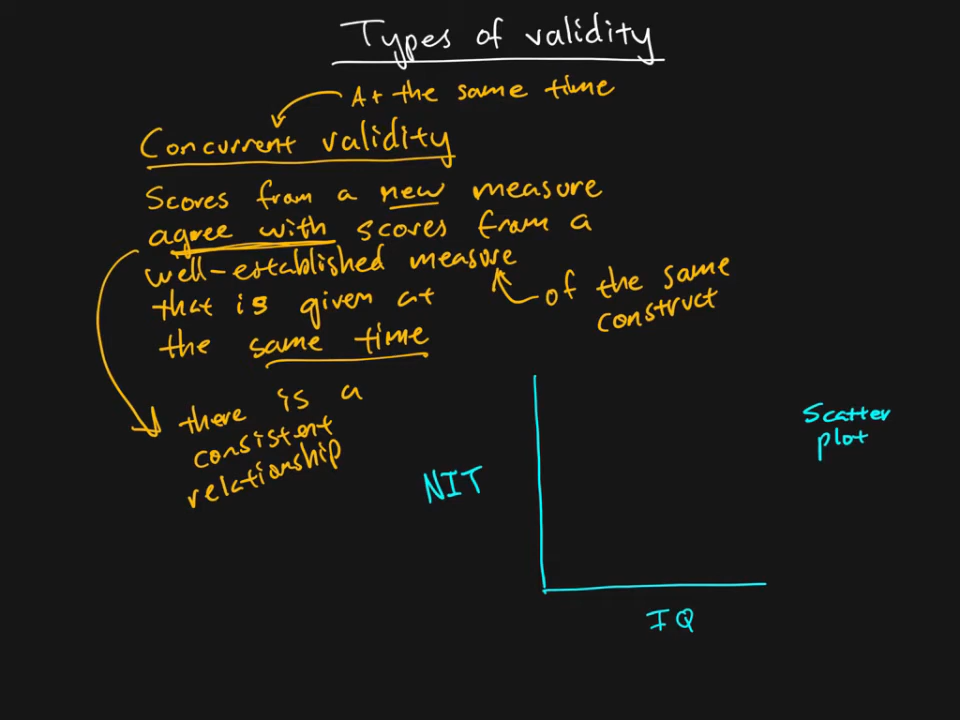 Types of validity
At the same time
Concurrent validity
Scores from a new measure
agree with scores from a
well-established measure
of the same
construct
that is given at
the same time
there is a
consistent
relationship
Scatter
plot
NIT
IQ